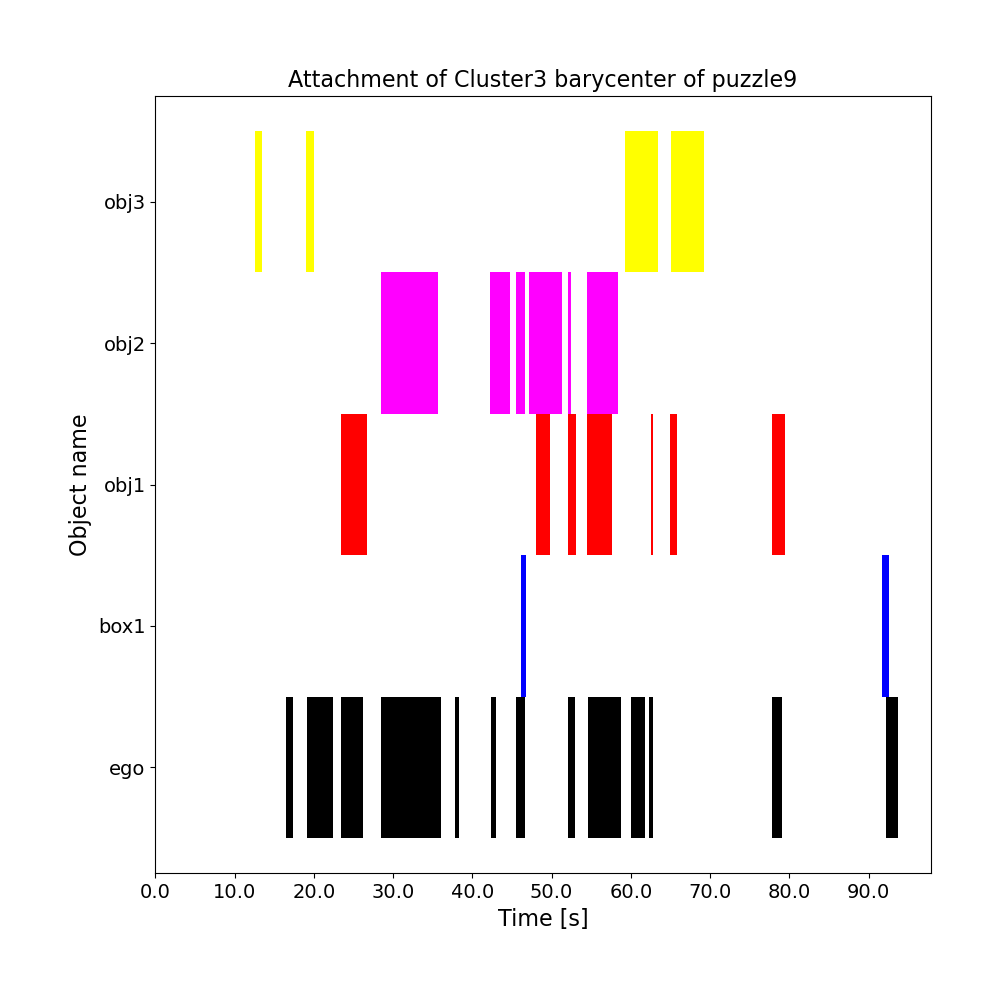 Attachment of Cluster3 barycenter of puzzle9
Object name
obj3
obj2
obj1
box1
ego
0.0 10.0 20.0 30.0 40.0 50.0 60.0 70.0 80.0 90.0
Time [s]